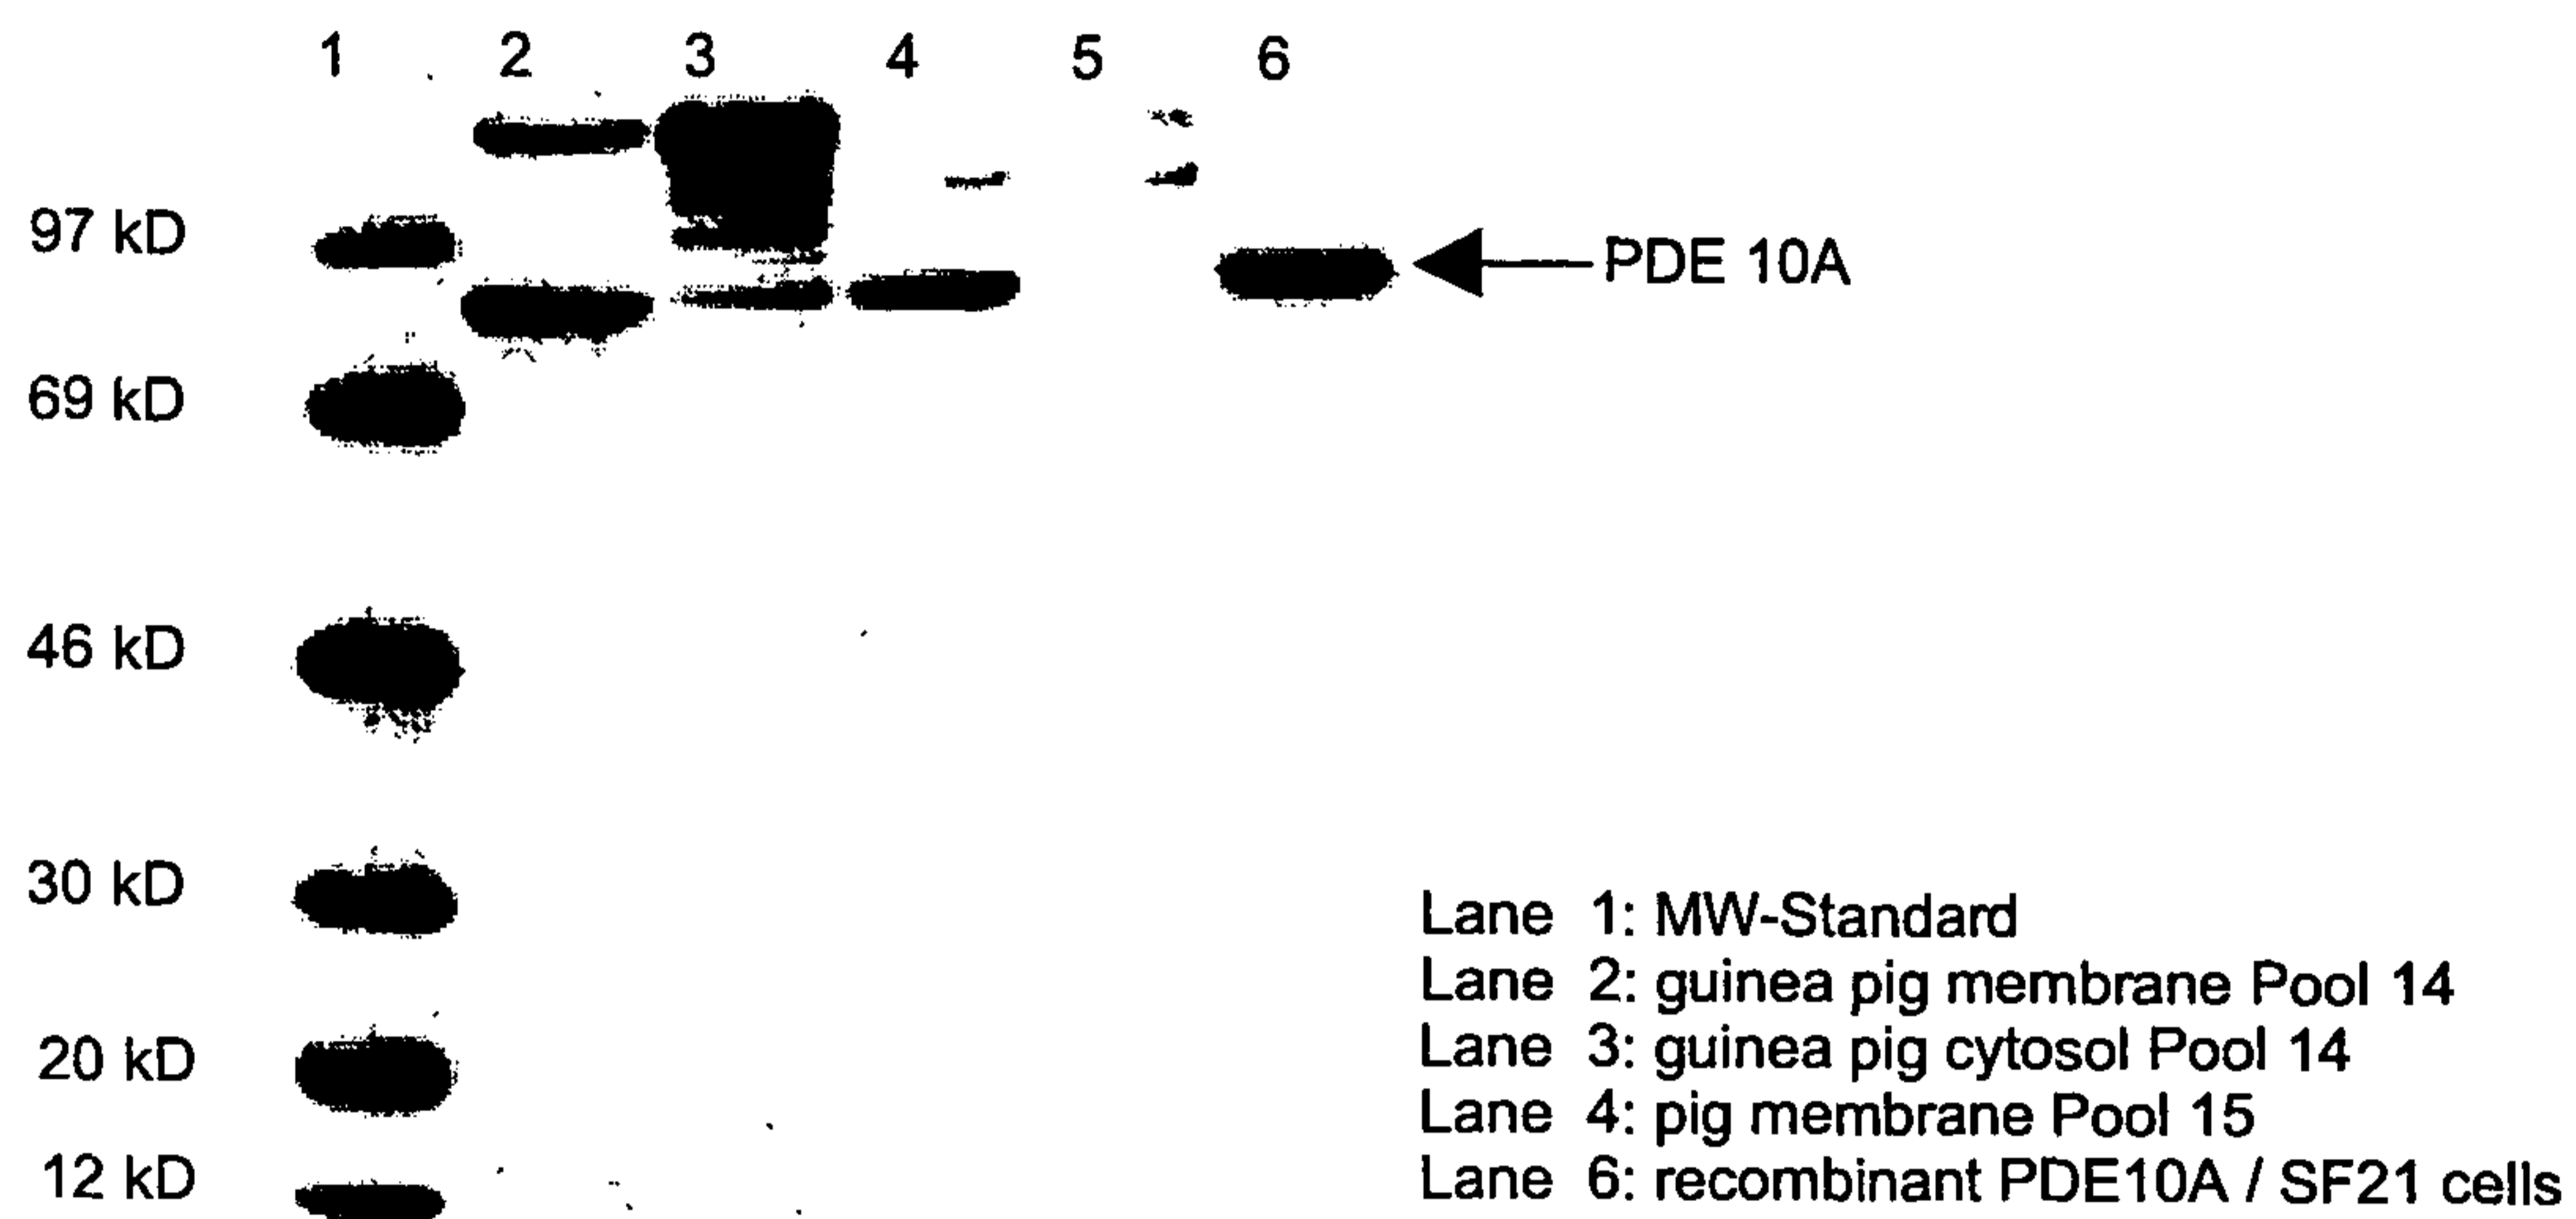 1 2 3 4 5 6
97 kD
PDE 10A
69 kD
46 kD
30 kD
Lane 1: MW-Standard
Lane 2: guinea pig membrane Pool 14
20 kD
Lane 3: guinea pig cytosol Pool 14
Lane 4: pig membrane Pool 15
12 kD
Lane 6: recombinant PDE10A / SF21 cells